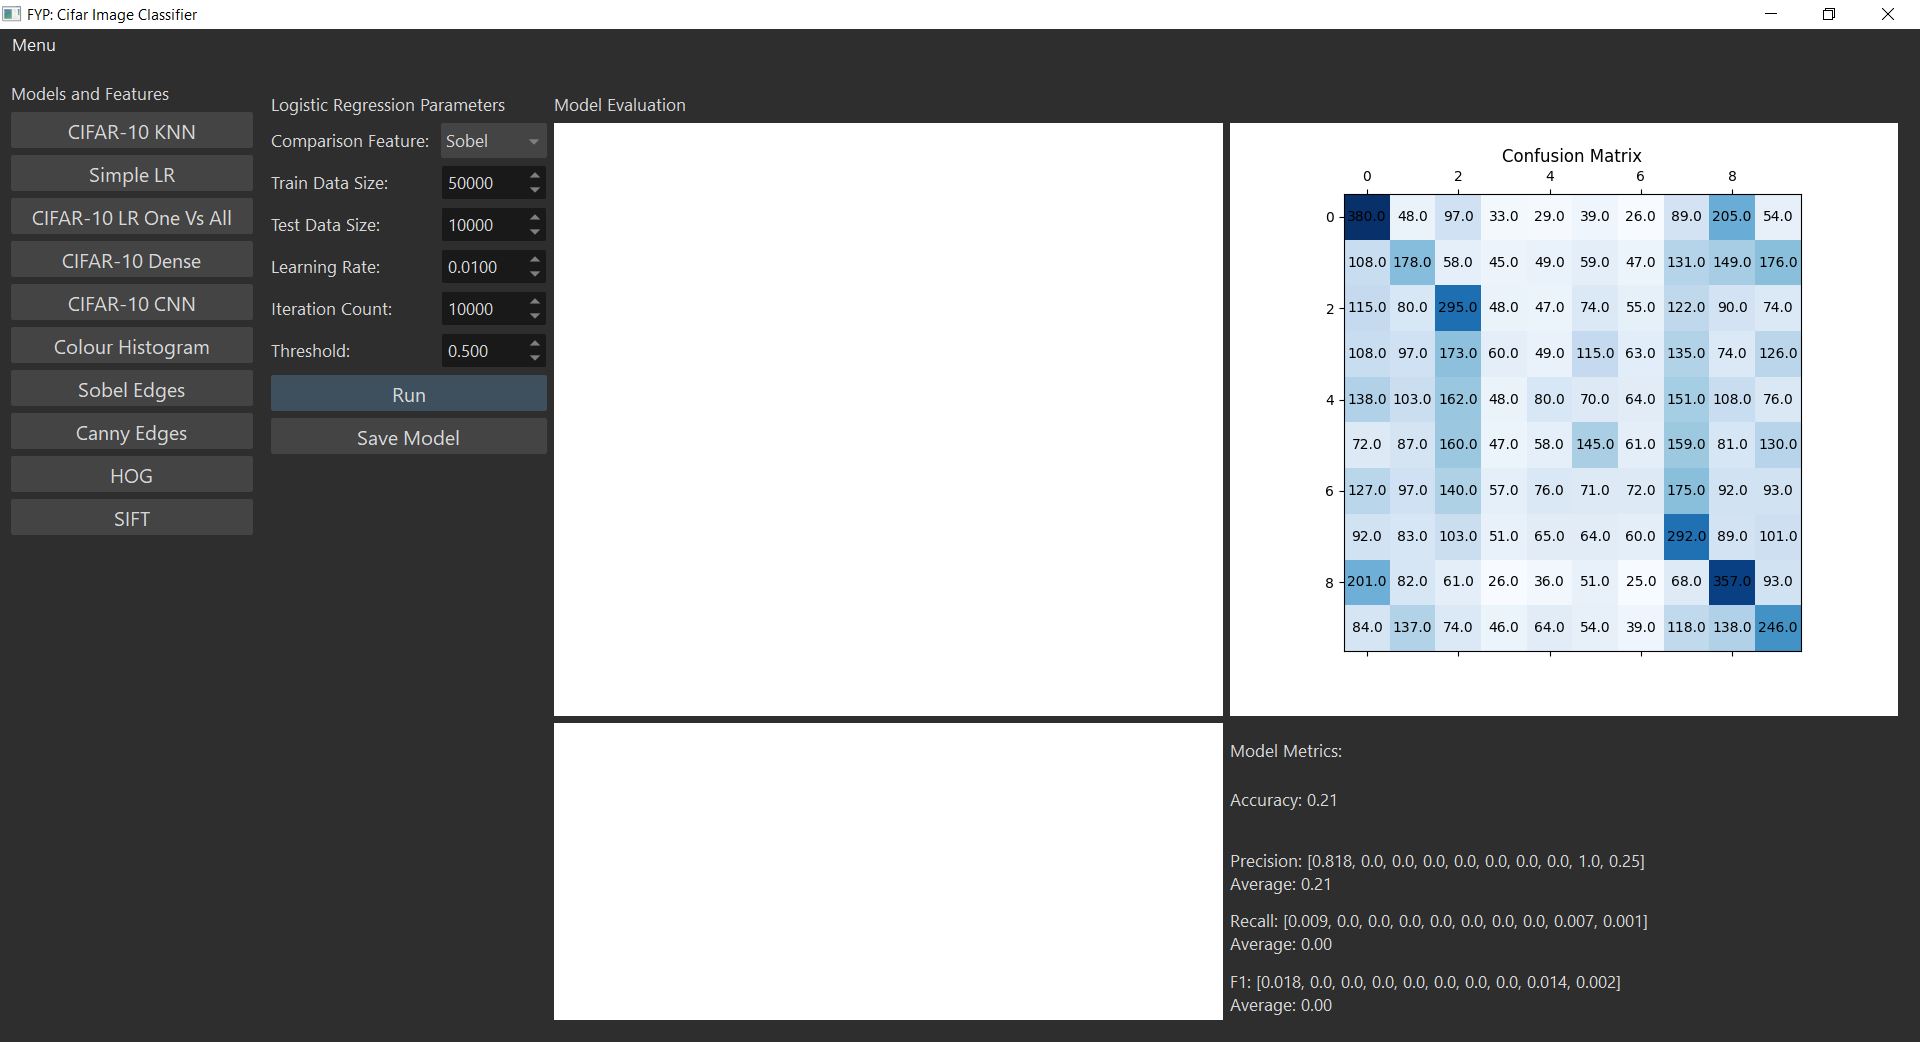 FYP: Cifar Image Classifier
Menu
Models and Features
CIFAR-10 KNN
Simple LR
CIFAR-10 LR One Vs All
CIFAR-10 Dense
CIFAR-10 CNN
Colour Histogram
Sobel Edges
Canny Edges
HOG
SIFT
Logistic Regression Parameters
Comparison Feature: Sobel
Train Data Size: 50000
Test Data Size: 10000
Learning Rate: 0.0100
Iteration Count: 10000
Threshold: 0.500
Run
Save Model
Model Evaluation
Confusion Matrix
0 2 4 6 8
0 380.0 48.0 97.0 33.0 29.0 39.0 26.0 89.0 205.0 54.0
108.0 178.0 58.0 45.0 49.0 59.0 47.0 131.0 149.0 176.0
2 115.0 80.0 295.0 48.0 47.0 74.0 55.0 122.0 90.0 74.0
108.0 97.0 173.0 60.0 49.0 115.0 63.0 135.0 74.0 126.0
4 138.0 103.0 162.0 48.0 80.0 70.0 64.0 151.0 108.0 76.0
72.0 87.0 160.0 47.0 58.0 145.0 61.0 159.0 81.0 130.0
6 127.0 97.0 140.0 57.0 76.0 71.0 72.0 175.0 92.0 93.0
92.0 83.0 103.0 51.0 65.0 64.0 60.0 292.0 89.0 101.0
8 201.0 82.0 61.0 26.0 36.0 51.0 25.0 68.0 357.0 93.0
84.0 137.0 74.0 46.0 64.0 54.0 39.0 118.0 138.0 246.0
Model Metrics:
Accuracy: 0.21
Precision: [0.818, 0.0, 0.0, 0.0, 0.0, 0.0, 0.0, 0.0, 1.0, 0.25]
Average: 0.21
Recall: [0.009, 0.0, 0.0, 0.0, 0.0, 0.0, 0.0, 0.0, 0.007, 0.001]
Average: 0.00
F1: [0.018, 0.0, 0.0, 0.0, 0.0, 0.0, 0.0, 0.0, 0.014, 0.002]
Average: 0.00